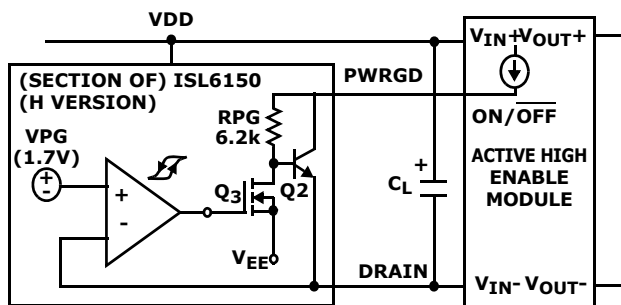 VDD
(SECTION OF) ISL6150
(H VERSION)
VPG
(1.7V)
+
-
+
-
RPG
6.2k
Q3
Q2
VEE
PWRGD
DRAIN
+
CL
VIN+ VOUT+
ON/OFF
ACTIVE HIGH
ENABLE
MODULE
VIN- VOUT-